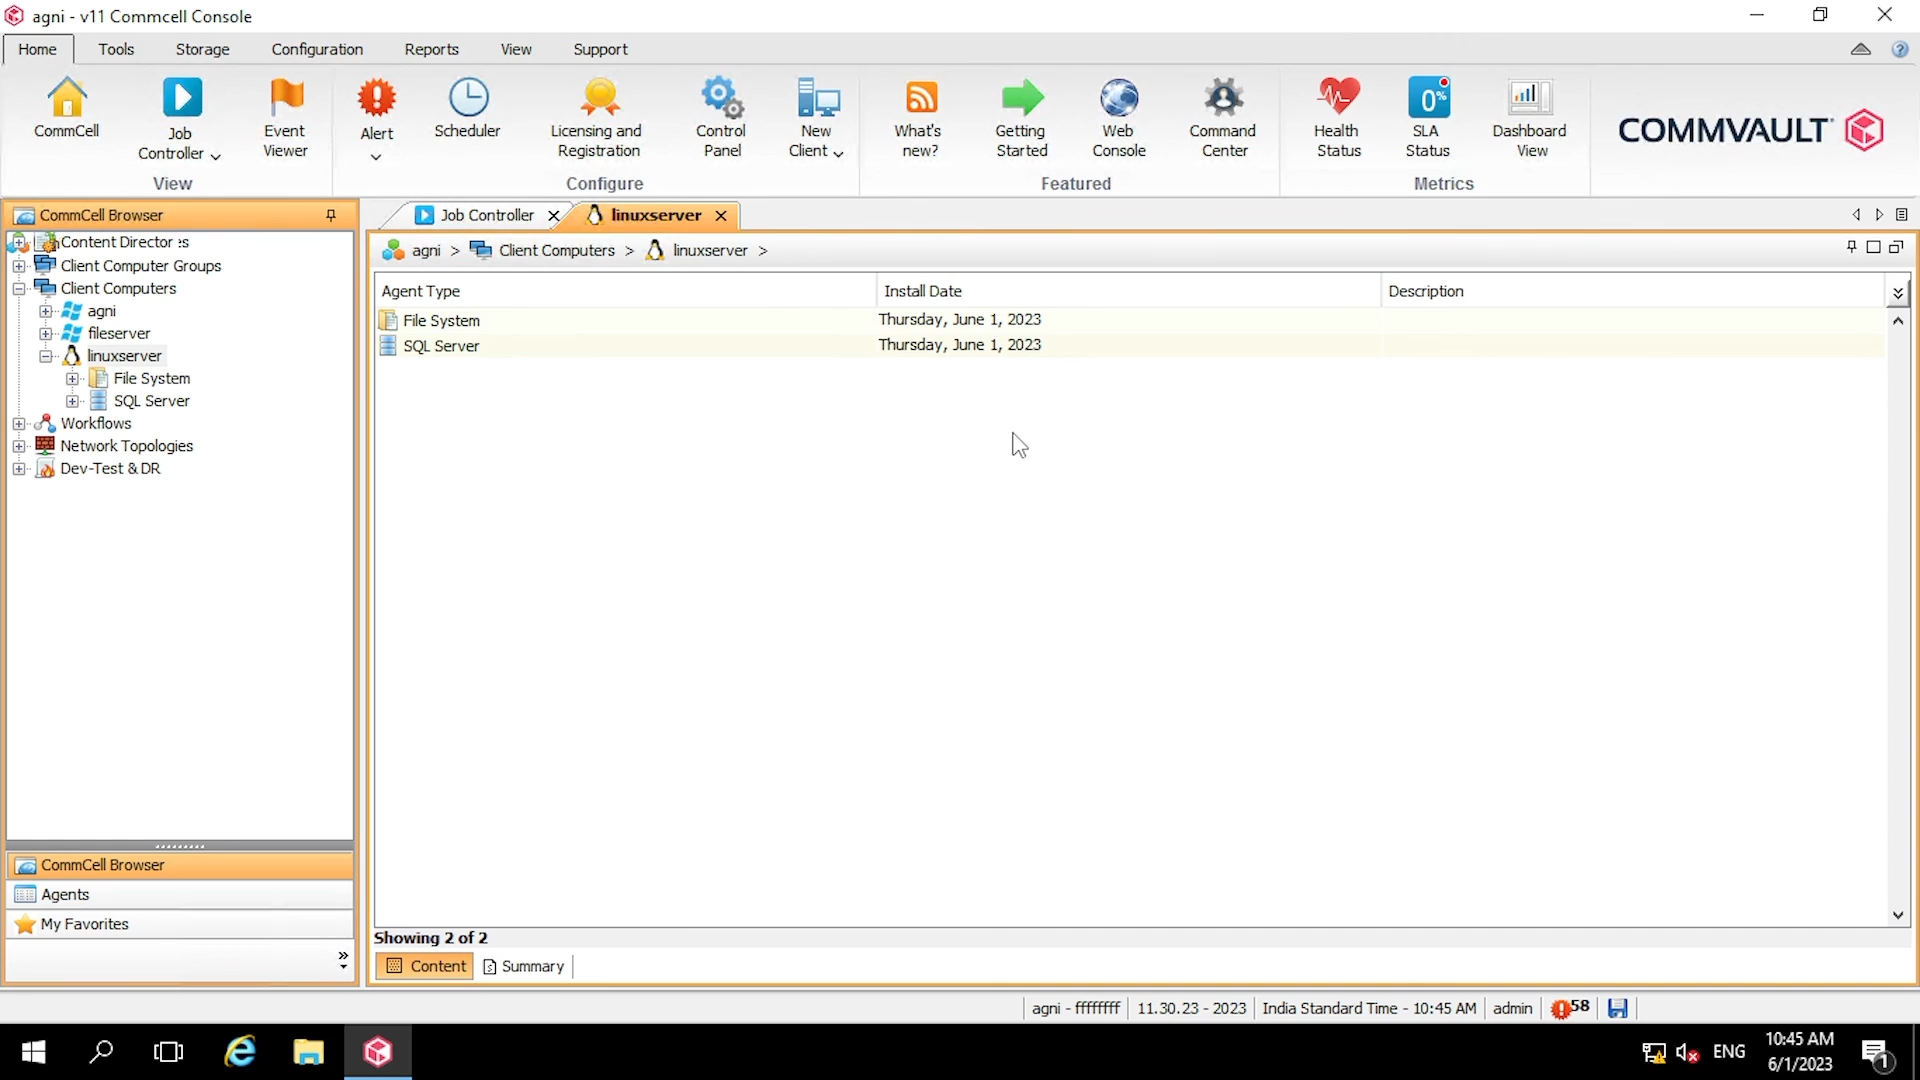 agni - v11 Commcell Console
Home Tools Storage Configuration Reports View Support
CommCell
Job
Controller
Event
Viewer
View
Alert
Scheduler
Licensing and
Registration
Control
Panel
New
Client
Configure
What's
new?
Getting
Started
Web
Console
Command
Center
Featured
Health
Status
0%
SLA
Status
Dashboard
View
Metrics
COMMVAULT
CommCell Browser
Content Director :s
Client Computer Groups
Client Computers
agni
fileserver
linuxserver
File System
SQL Server
Workflows
Network Topologies
Dev-Test & DR
CommCell Browser
Agents
My Favorites
Job Controller
linuxserver
agni > Client Computers > linuxserver >
Agent Type Install Date Description
File System Thursday, June 1, 2023
SQL Server Thursday, June 1, 2023
Showing 2 of 2
Content Summary
agni - ffffffff 11.30.23 - 2023 India Standard Time - 10:45 AM admin 58
ENG
10:45 AM
6/1/2023
1